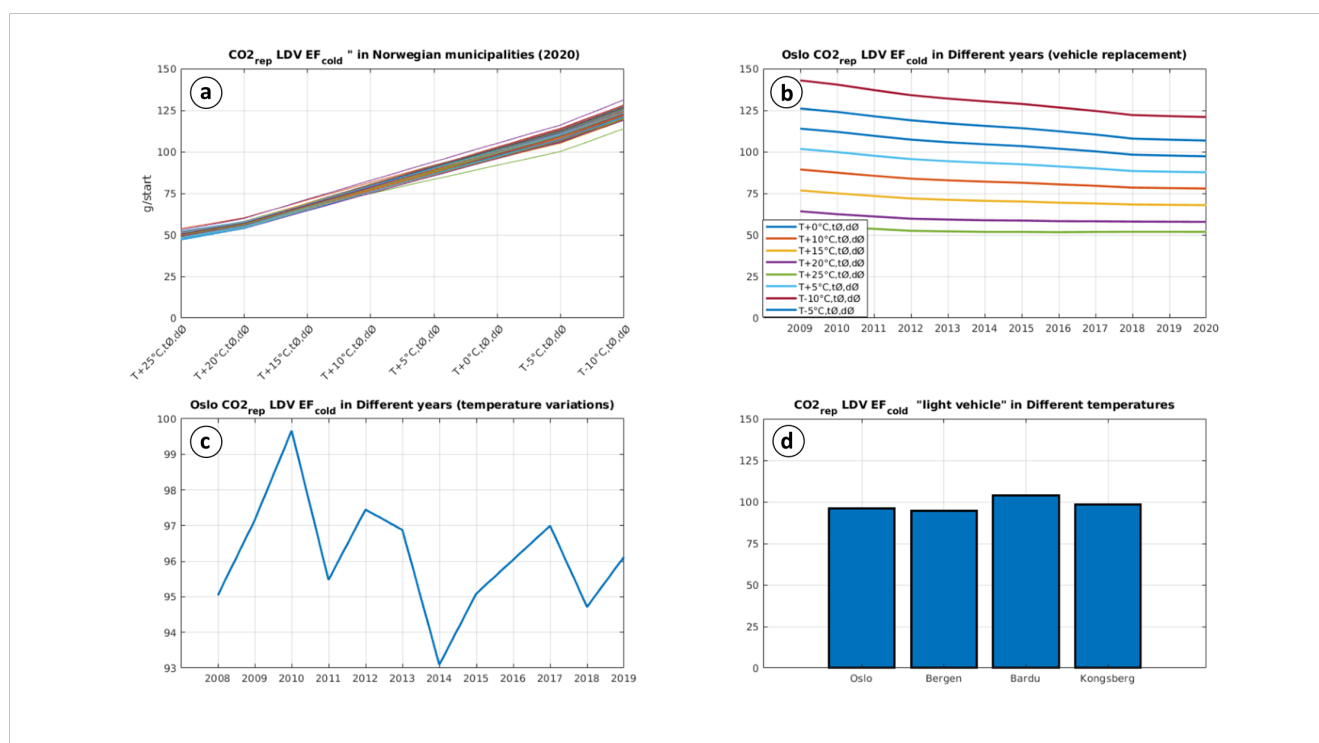 CO2rep LDV EFcold " in Norwegian municipalities (2020)
a
g/start
150
125
100
75
50
25
0
T+25°C,tØ,dØ
T+20°C,tØ,dØ
T+15°C,tØ,dØ
T+10°C,tØ,dØ
T+5°C,tØ,dØ
T+0°C,tØ,dØ
T-5°C,tØ,dØ
T-10°C,tØ,dØ
Oslo CO2rep LDV EFcold in Different years (vehicle replacement)
b
150
125
100
75
50
25
0
T+0°C,tØ,dØ
T+10°C,tØ,dØ
T+15°C,tØ,dØ
T+20°C,tØ,dØ
T+25°C,tØ,dØ
T+5°C,tØ,dØ
T-10°C,tØ,dØ
T-5°C,tØ,dØ
2009 2010 2011 2012 2013 2014 2015 2016 2017 2018 2019 2020
Oslo CO2rep LDV EFcold in Different years (temperature variations)
c
100
99
98
97
96
95
94
93
2008 2009 2010 2011 2012 2013 2014 2015 2016 2017 2018 2019
CO2rep LDV EFcold "light vehicle" in Different temperatures
d
150
125
100
75
50
25
0
Oslo Bergen Bardu Kongsberg